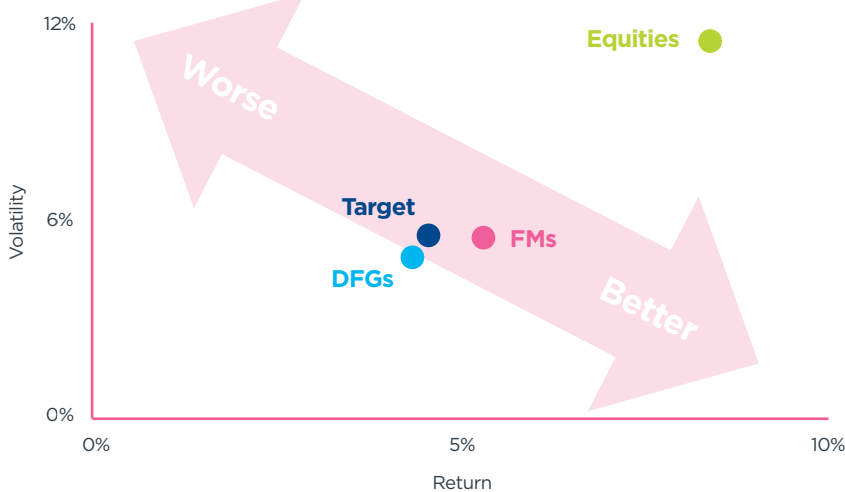 12%
Equities
Worse
Volatility
6%
Target
FMs
DFGs
Better
0%
0%
5%
10%
Return